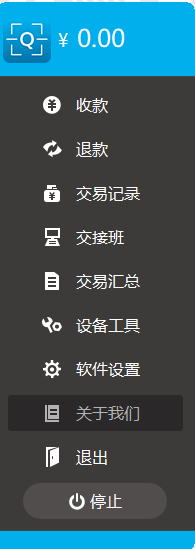 ¥ 0.00
收款
退款
交易记录
交接班
交易汇总
设备工具
软件设置
关于我们
退出
停止